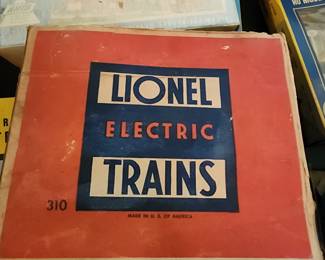 LIONEL
ELECTRIC
TRAINS
310
MADE IN U. S. OF AMERICA